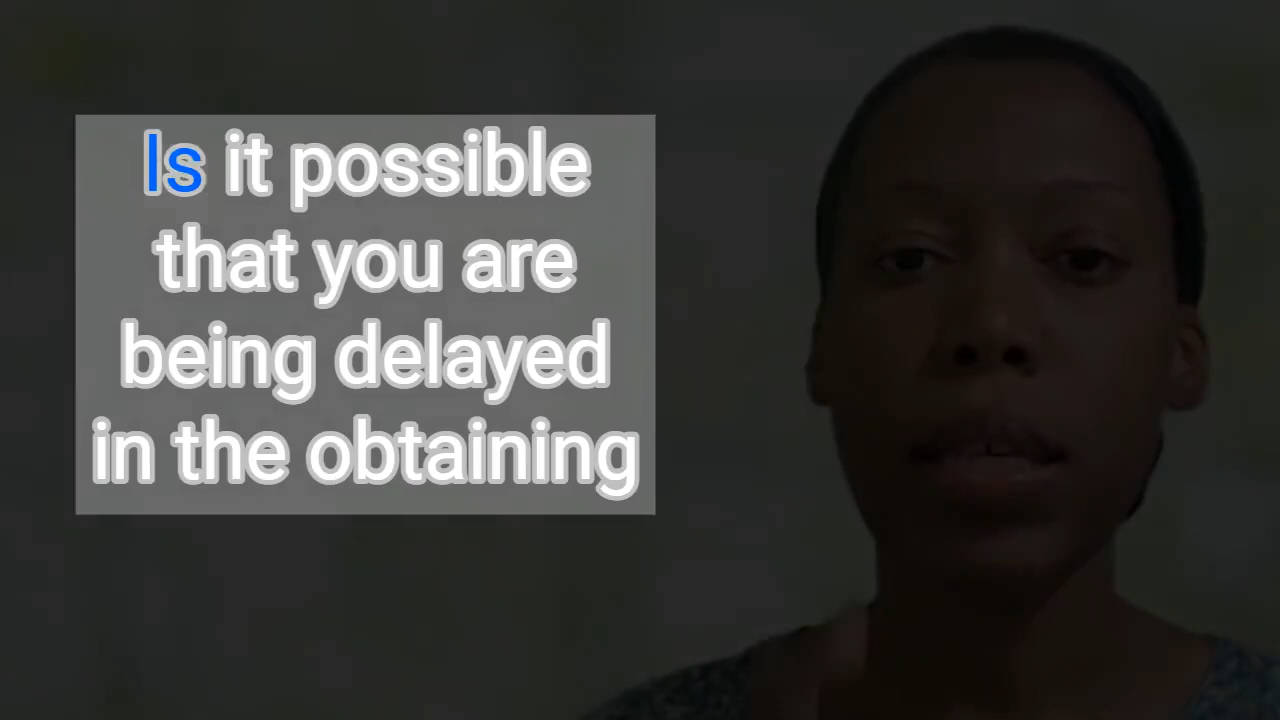 Is it possible
that you are
being delayed
in the obtaining